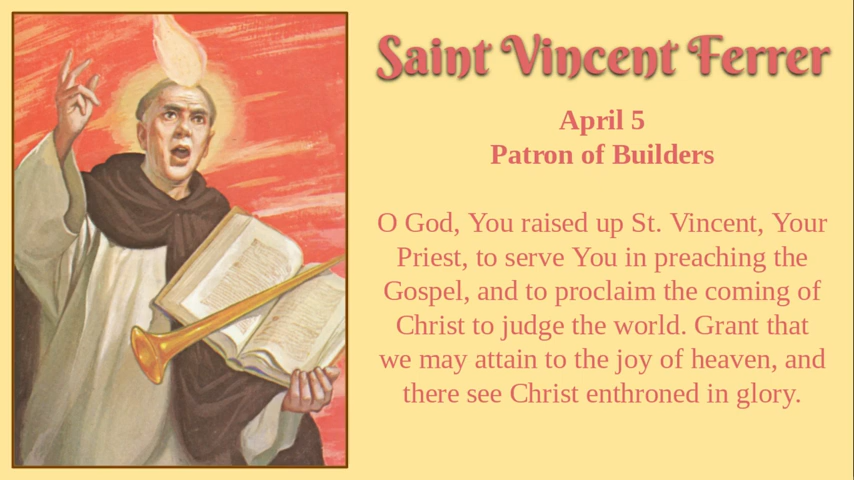 Saint Vincent Ferrer
April 5
Patron of Builders
O God, You raised up St. Vincent, Your
Priest, to serve You in preaching the
Gospel, and to proclaim the coming of
Christ to judge the world. Grant that
we may attain to the joy of heaven, and
there see Christ enthroned in glory.